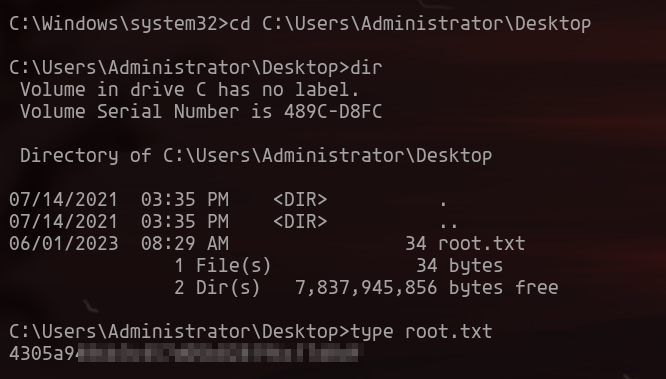 C:\Windows\system32>cd C:\Users\Administrator\Desktop
C:\Users\Administrator\Desktop>dir
 Volume in drive C has no label.
 Volume Serial Number is 489C-D8FC
 Directory of C:\Users\Administrator\Desktop
07/14/2021  03:35 PM    <DIR>          .
07/14/2021  03:35 PM    <DIR>          ..
06/01/2023  08:29 AM                34 root.txt
               1 File(s)             34 bytes
               2 Dir(s)   7,837,945,856 bytes free
C:\Users\Administrator\Desktop>type root.txt
4305a9